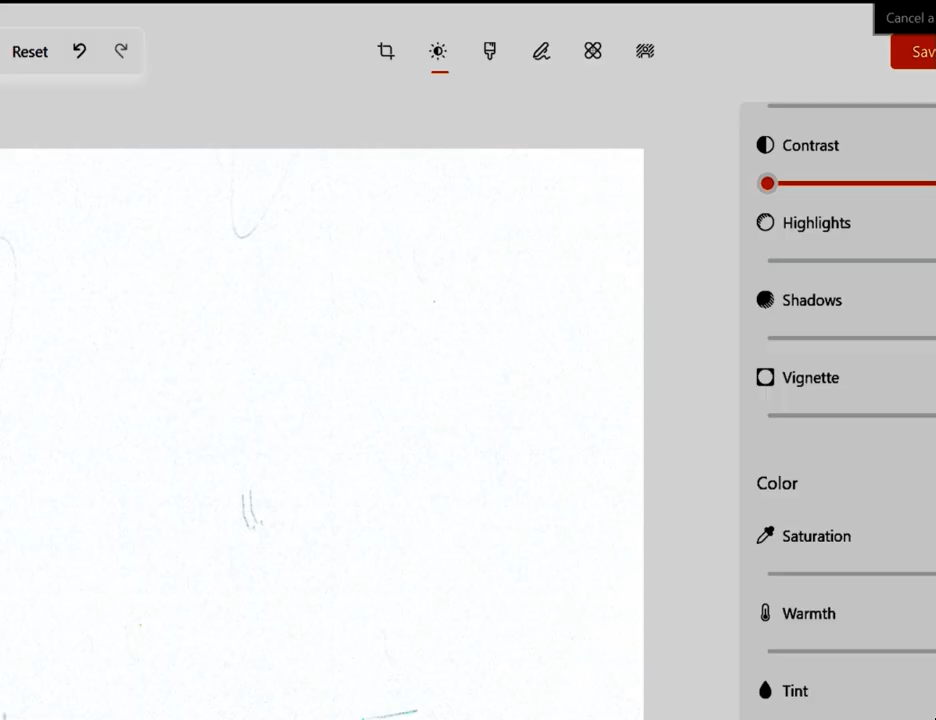 Cancel a
Reset
Sav
Contrast
Highlights
Shadows
Vignette
Color
Saturation
Warmth
Tint